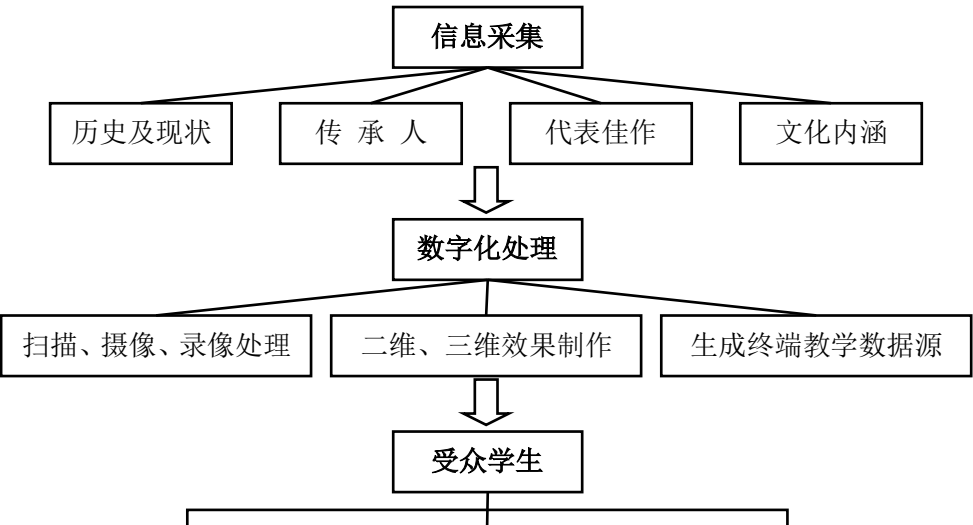 信息采集
历史及现状
传 承 人
代表佳作
文化内涵
数字化处理
扫描、摄像、录像处理
二维、三维效果制作
生成终端教学数据源
受众学生